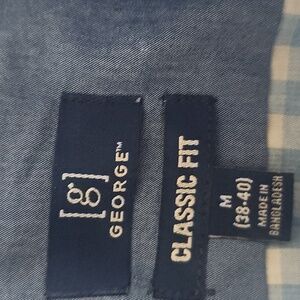 [g]
GEORGE™
CLASSIC FIT
M
(38-40)
MADE IN
BANGLADESH